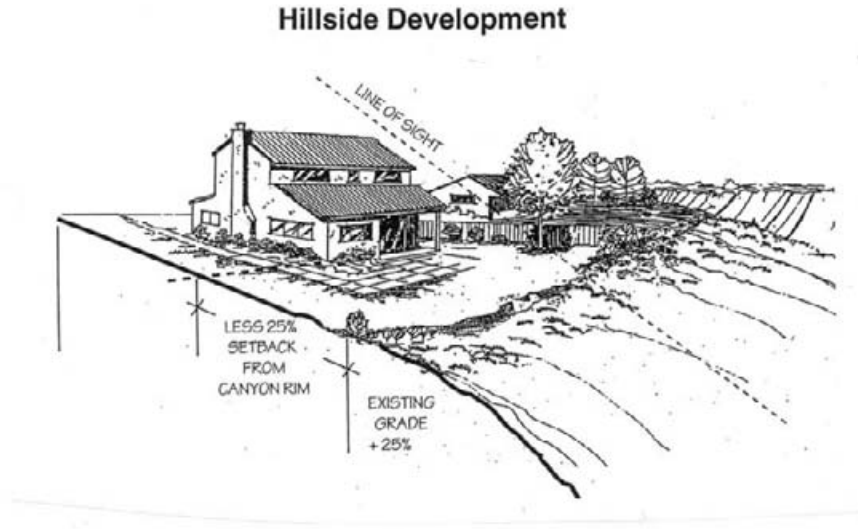 Hillside Development
LINE OF SIGHT
LESS 25%
SETBACK
FROM
CANYON RIM
EXISTING
GRADE
+25%